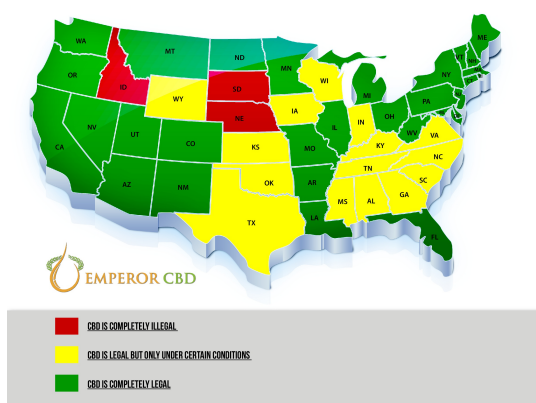 WA
MT
ND
MN
ME
OR
ID
WY
SD
WI
MI
VT
NH
NY
NV
UT
CO
NE
IA
IL
IN
OH
PA
CA
AZ
NM
KS
MO
KY
WV
VA
OK
AR
TN
NC
SC
TX
LA
MS
AL
GA
FL
EMPEROR CBD
CBD IS COMPLETELY ILLEGAL
CBD IS LEGAL BUT ONLY UNDER CERTAIN CONDITIONS
CBD IS COMPLETELY LEGAL